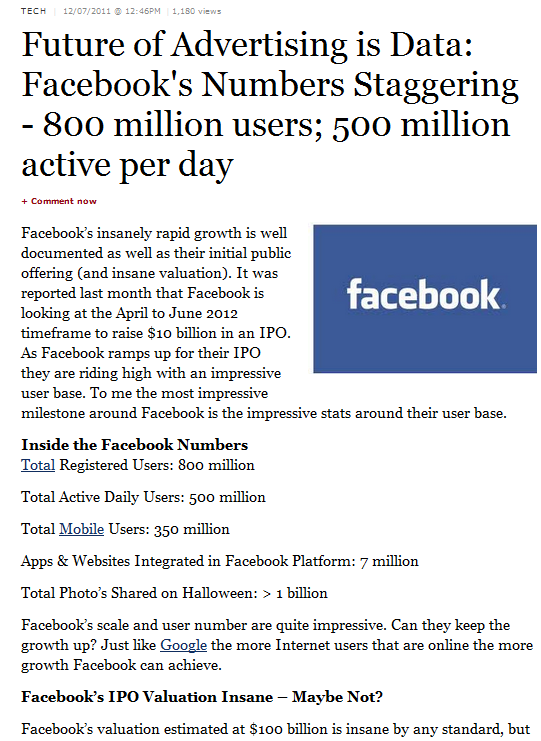 TECH | 12/07/2011 @ 12:46PM | 1,180 views
Future of Advertising is Data:
Facebook's Numbers Staggering
- 800 million users; 500 million
active per day
+ Comment now
Facebook’s insanely rapid growth is well
documented as well as their initial public
offering (and insane valuation). It was
reported last month that Facebook is
looking at the April to June 2012
timeframe to raise $10 billion in an IPO.
As Facebook ramps up for their IPO
they are riding high with an impressive
user base. To me the most impressive
milestone around Facebook is the impressive stats around their user base.
facebook.
Inside the Facebook Numbers
Total Registered Users: 800 million
Total Active Daily Users: 500 million
Total Mobile Users: 350 million
Apps & Websites Integrated in Facebook Platform: 7 million
Total Photo’s Shared on Halloween: > 1 billion
Facebook’s scale and user number are quite impressive. Can they keep the
growth up? Just like Google the more Internet users that are online the more
growth Facebook can achieve.
Facebook’s IPO Valuation Insane – Maybe Not?
Facebook’s valuation estimated at $100 billion is insane by any standard, but